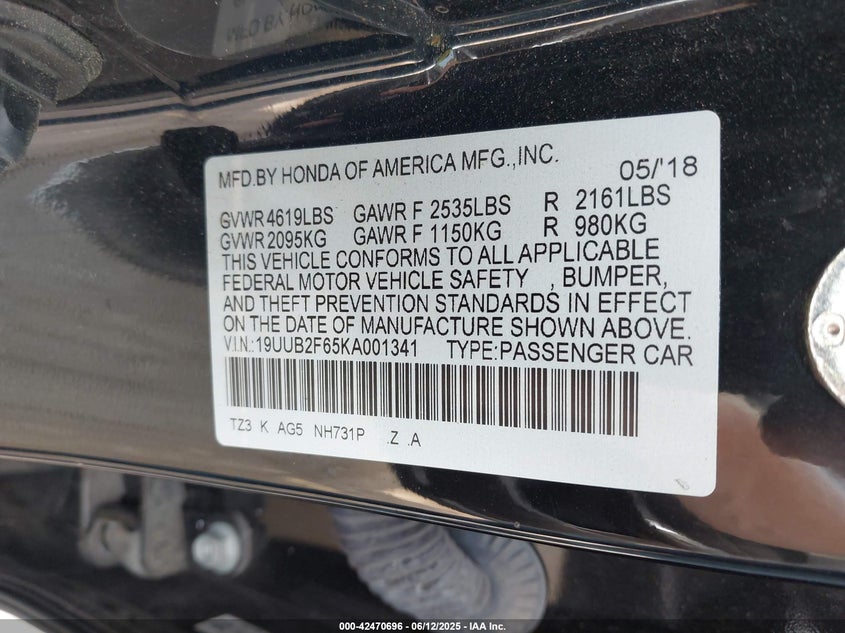 MFD.BY HONDA OF AMERICA MFG.,INC. 05/'18
GVWR 4619LBS GAWR F 2535LBS R 2161LBS
GVWR 2095KG GAWR F 1150KG R 980KG
THIS VEHICLE CONFORMS TO ALL APPLICABLE
FEDERAL MOTOR VEHICLE SAFETY , BUMPER,
AND THEFT PREVENTION STANDARDS IN EFFECT
ON THE DATE OF MANUFACTURE SHOWN ABOVE.
V.I.N.:19UUB2F65KA001341 TYPE:PASSENGER CAR
TZ3 K AG5 NH731P .Z .A
000-42470696 - 06/12/2025 - IAA Inc.